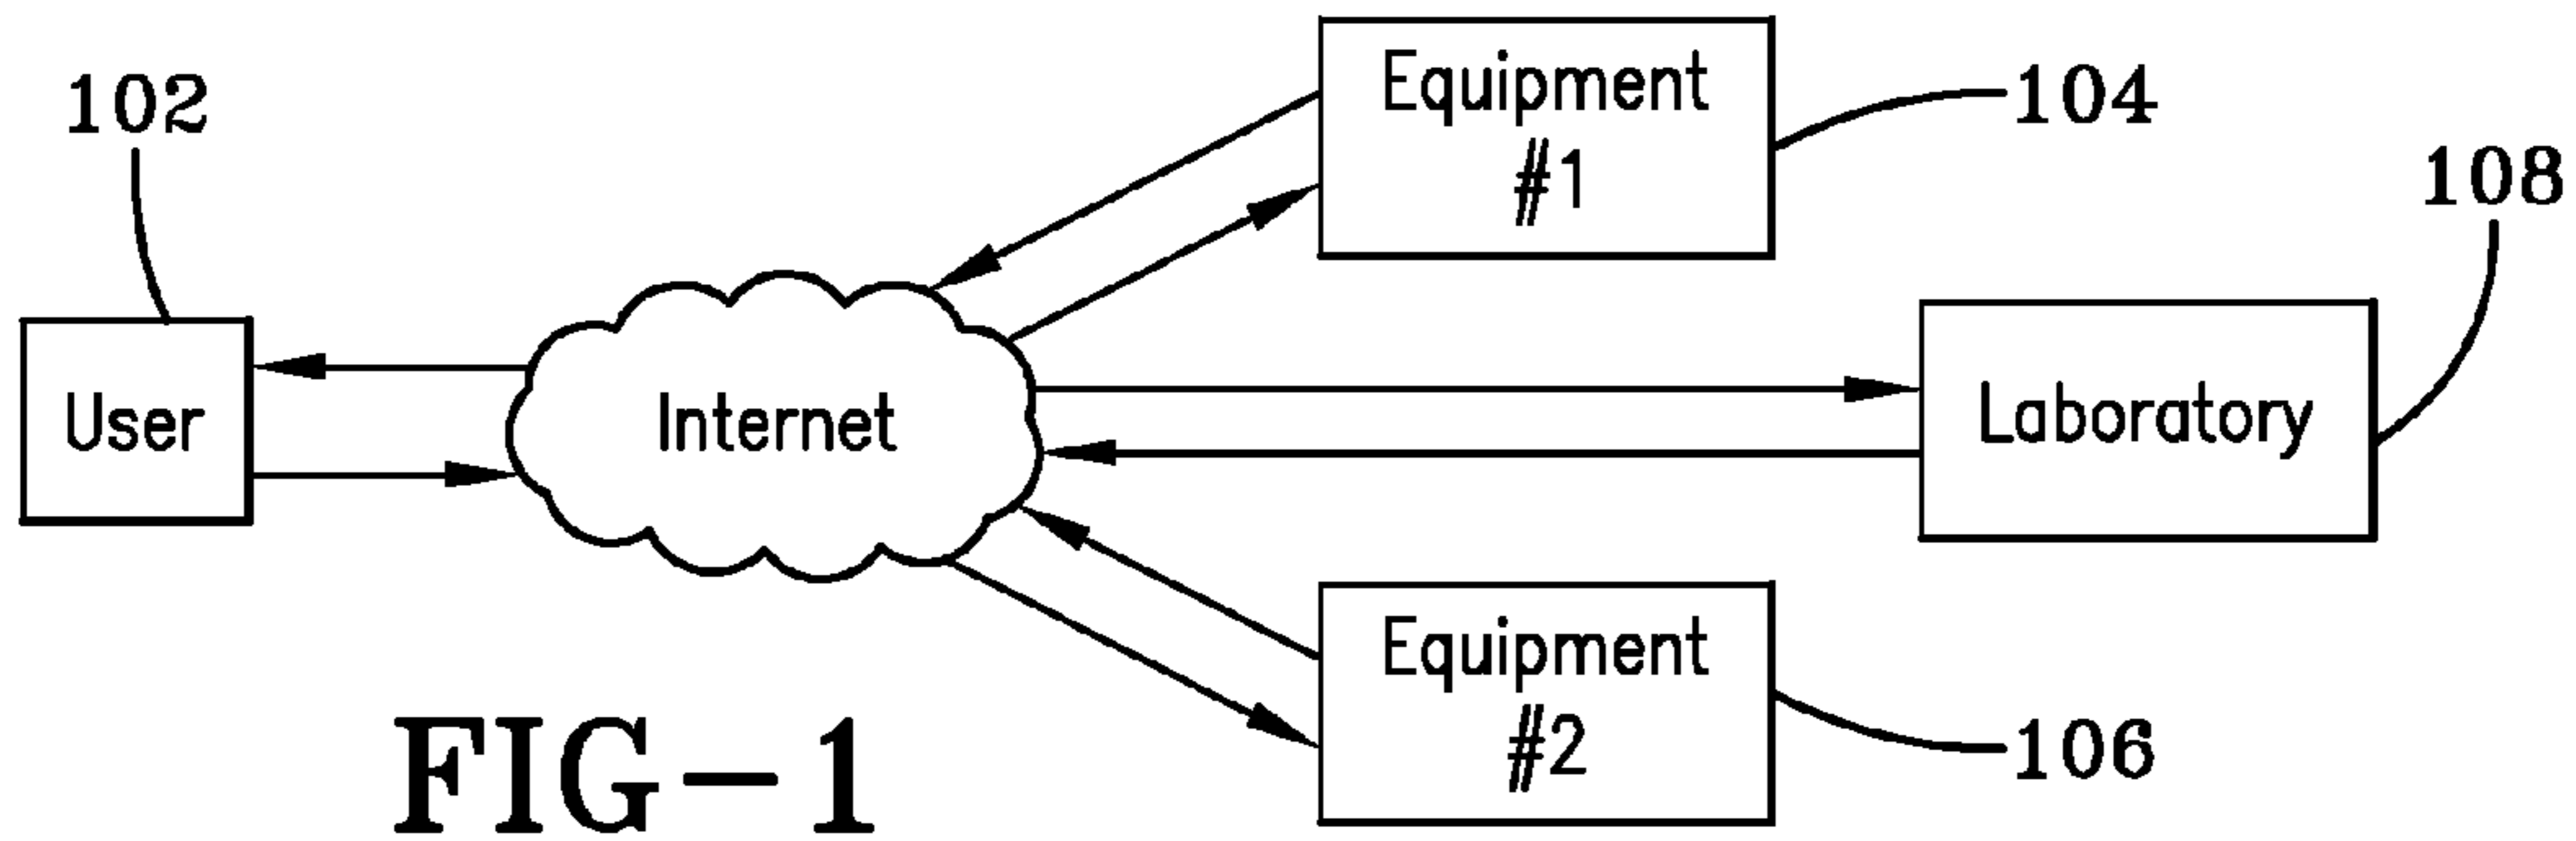 102
Equipment
#1
104
108
User
Internet
Laboratory
Equipment
#2
106
FIG-1